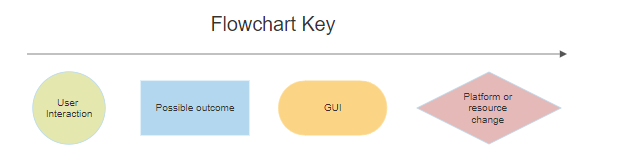 Flowchart Key
User
Interaction
Possible outcome
GUI
Platform or
resource
change